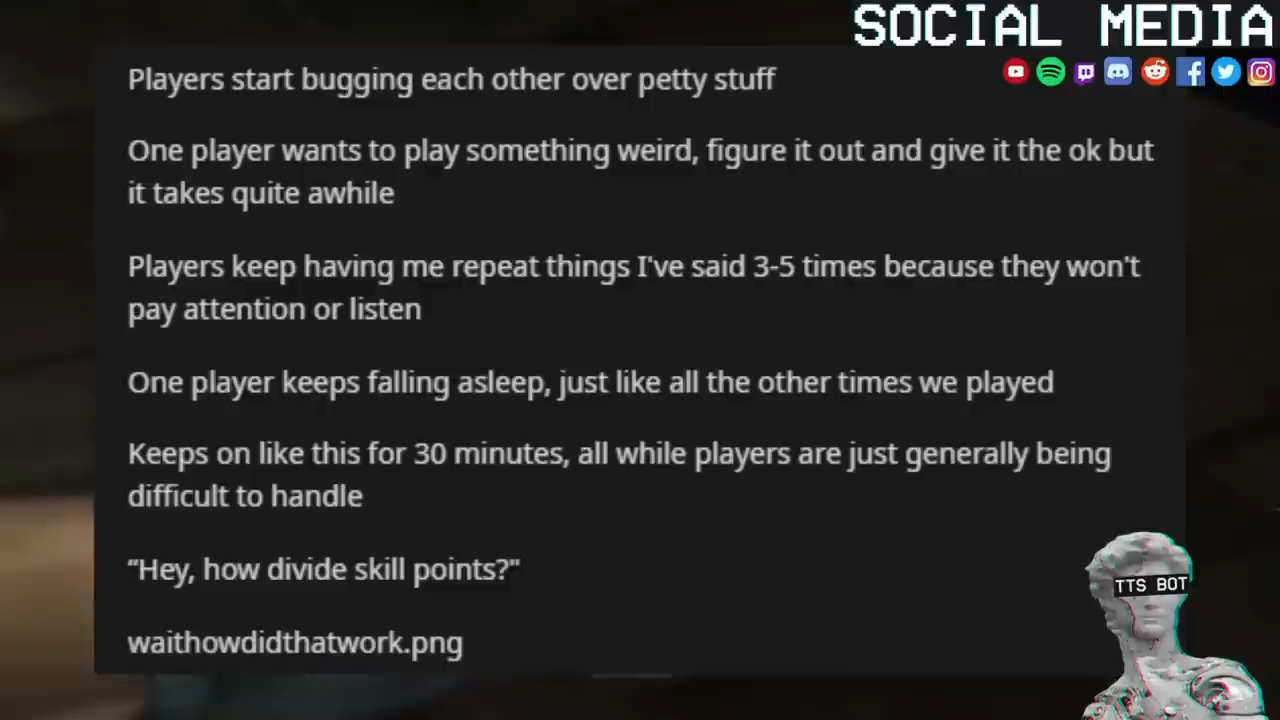 SOCIAL MEDIA
Players start bugging each other over petty stuff
One player wants to play something weird, figure it out and give it the ok but
it takes quite awhile
Players keep having me repeat things I've said 3-5 times because they won't
pay attention or listen
One player keeps falling asleep, just like all the other times we played
Keeps on like this for 30 minutes, all while players are just generally being
difficult to handle
“Hey, how divide skill points?"
waithowdidthatwork.png
TTS BOT